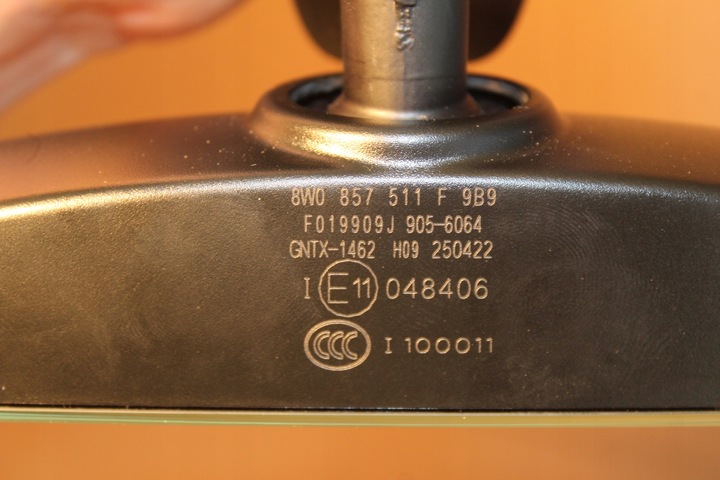 8W0 857 511 F 9B9
F019909J 905-6064
GNTX-1462 H09 250422
I E11 048406
CCC I 100011